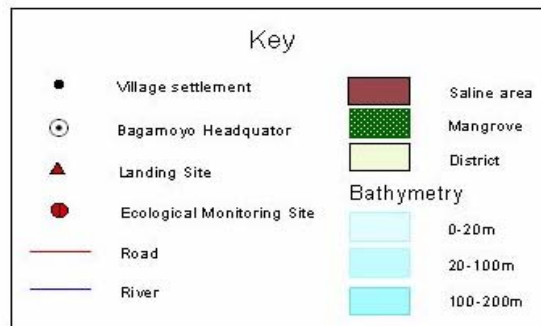 Key
Village settlement
Bagamoyo Headquator
Landing Site
Ecological Monitoring Site
Road
River
Saline area
Mangrove
District
Bathymetry
0-20m
20-100m
100-200m